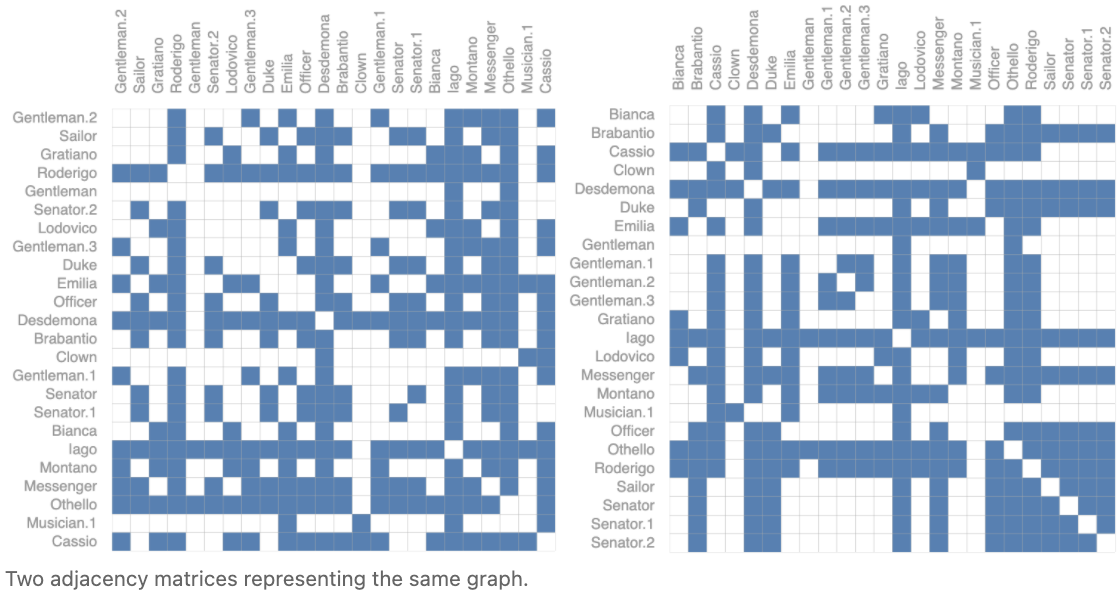 Gentleman.2
Sailor
Gratiano
Roderigo
Gentleman
Senator.2
Lodovico
Gentleman.3
Duke
Emilia
Officer
Desdemona
Brabantio
Clown
Gentleman.1
Senator
Senator.1
Bianca
Iago
Montano
Messenger
Othello
Musician.1
Cassio
Gentleman.2
Sailor
Gratiano
Roderigo
Gentleman
Senator.2
Lodovico
Gentleman.3
Duke
Emilia
Officer
Desdemona
Brabantio
Clown
Gentleman.1
Senator
Senator.1
Bianca
Iago
Montano
Messenger
Othello
Musician.1
Cassio
Bianca
Brabantio
Cassio
Clown
Desdemona
Duke
Emilia
Gentleman
Gentleman.1
Gentleman.2
Gentleman.3
Gratiano
Iago
Lodovico
Messenger
Montano
Musician.1
Officer
Othello
Roderigo
Sailor
Senator
Senator.1
Senator.2
Bianca
Brabantio
Cassio
Clown
Desdemona
Duke
Emilia
Gentleman
Gentleman.1
Gentleman.2
Gentleman.3
Gratiano
Iago
Lodovico
Messenger
Montano
Musician.1
Officer
Othello
Roderigo
Sailor
Senator
Senator.1
Senator.2
Two adjacency matrices representing the same graph.